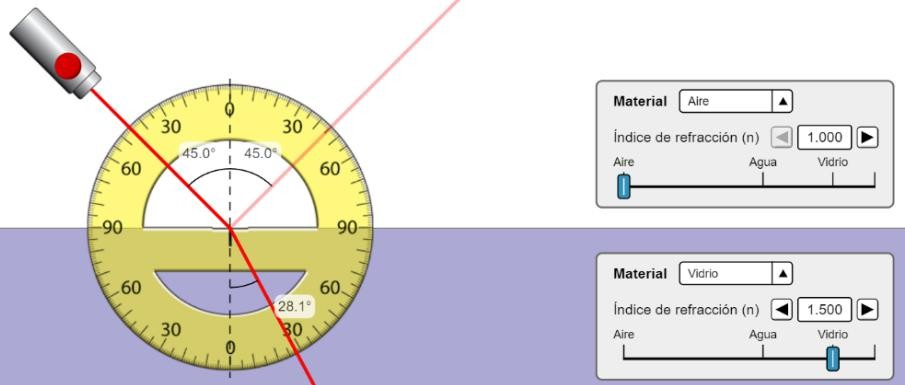 0
30
30
45.0°
45.0°
60
60
90
90
60
60
28.1°
30
30
0
Material Aire
Índice de refracción (n) 1.000
Aire Agua Vidrio
Material Vidrio
Índice de refracción (n) 1.500
Aire Agua Vidrio